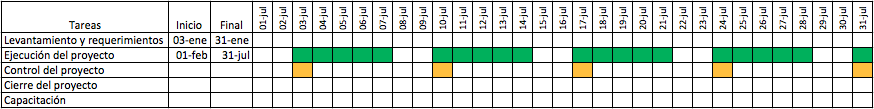 Tareas Inicio Final 01-jul 02-jul 03-jul 04-jul 05-jul 06-jul 07-jul 08-jul 09-jul 10-jul 11-jul 12-jul 13-jul 14-jul 15-jul 16-jul 17-jul 18-jul 19-jul 20-jul 21-jul 22-jul 23-jul 24-jul 25-jul 26-jul 27-jul 28-jul 29-jul 30-jul 31-jul
Levantamiento y requerimientos 03-ene 31-ene
Ejecución del proyecto 01-feb 31-jul
Control del proyecto
Cierre del proyecto
Capacitación